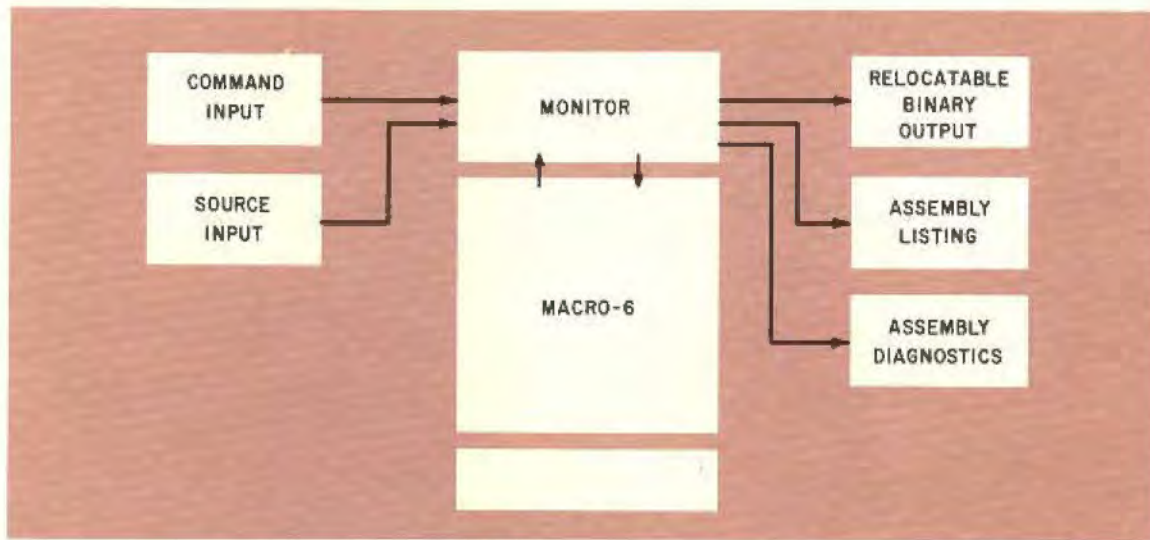 COMMAND
INPUT
SOURCE
INPUT
MONITOR
MACRO-6
RELOCATABLE
BINARY
OUTPUT
ASSEMBLY
LISTING
ASSEMBLY
DIAGNOSTICS